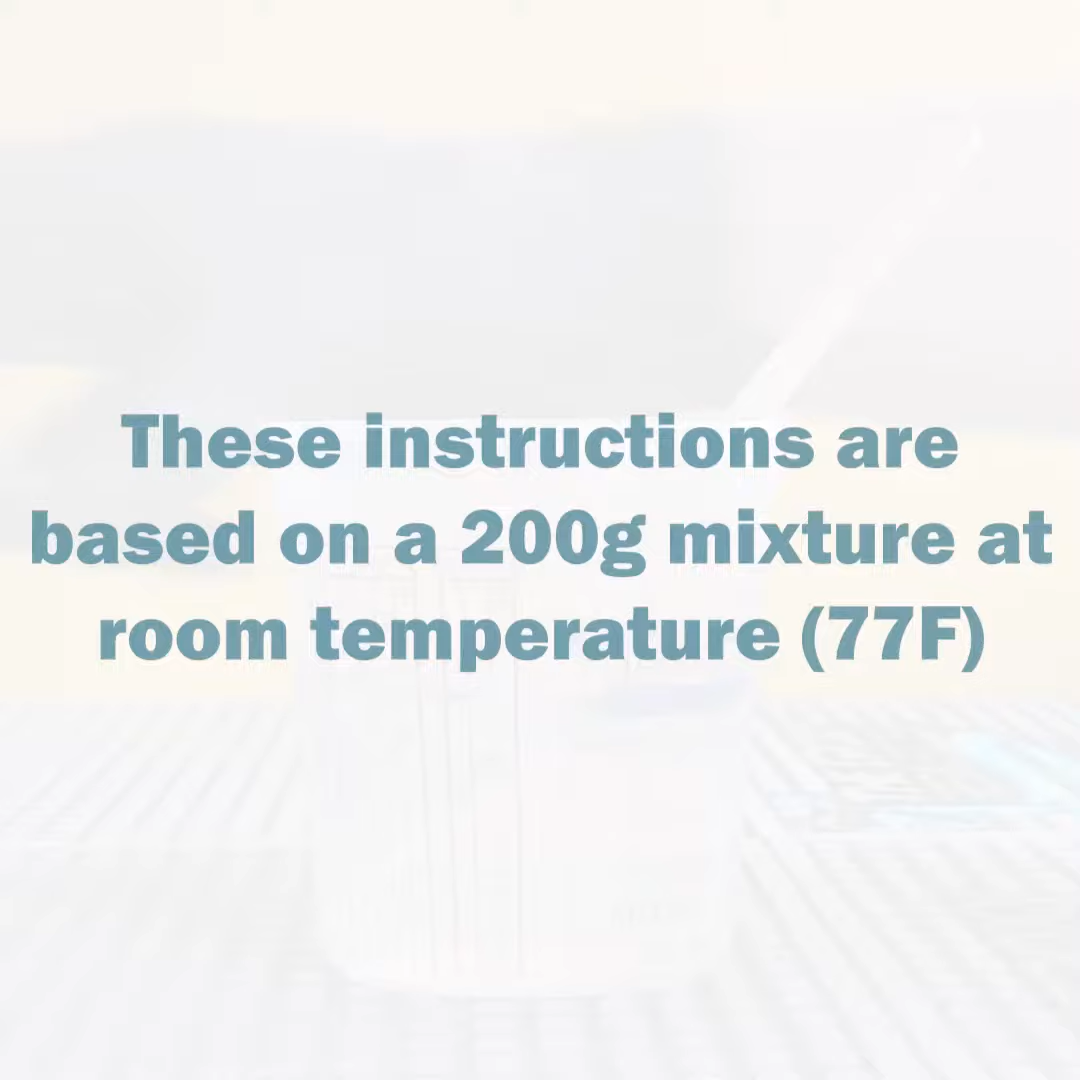 These instructions are
based on a 200g mixture at
room temperature (77F)